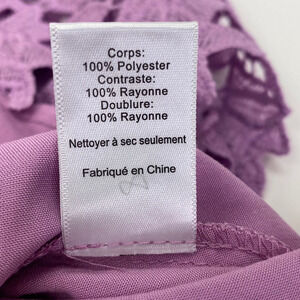 Corps:
100% Polyester
Contraste:
100% Rayonne
Doublure:
100% Rayonne
Nettoyer à sec seulement
Fabriqué en Chine